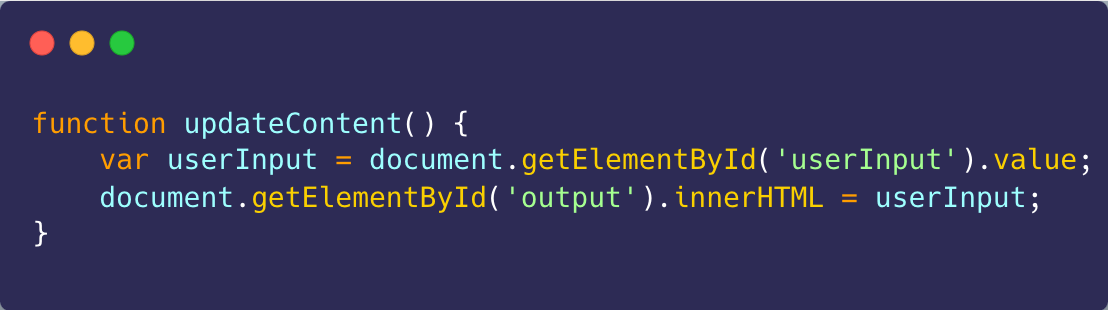 function updateContent() {
    var userInput = document.getElementById('userInput').value;
    document.getElementById('output').innerHTML = userInput;
}